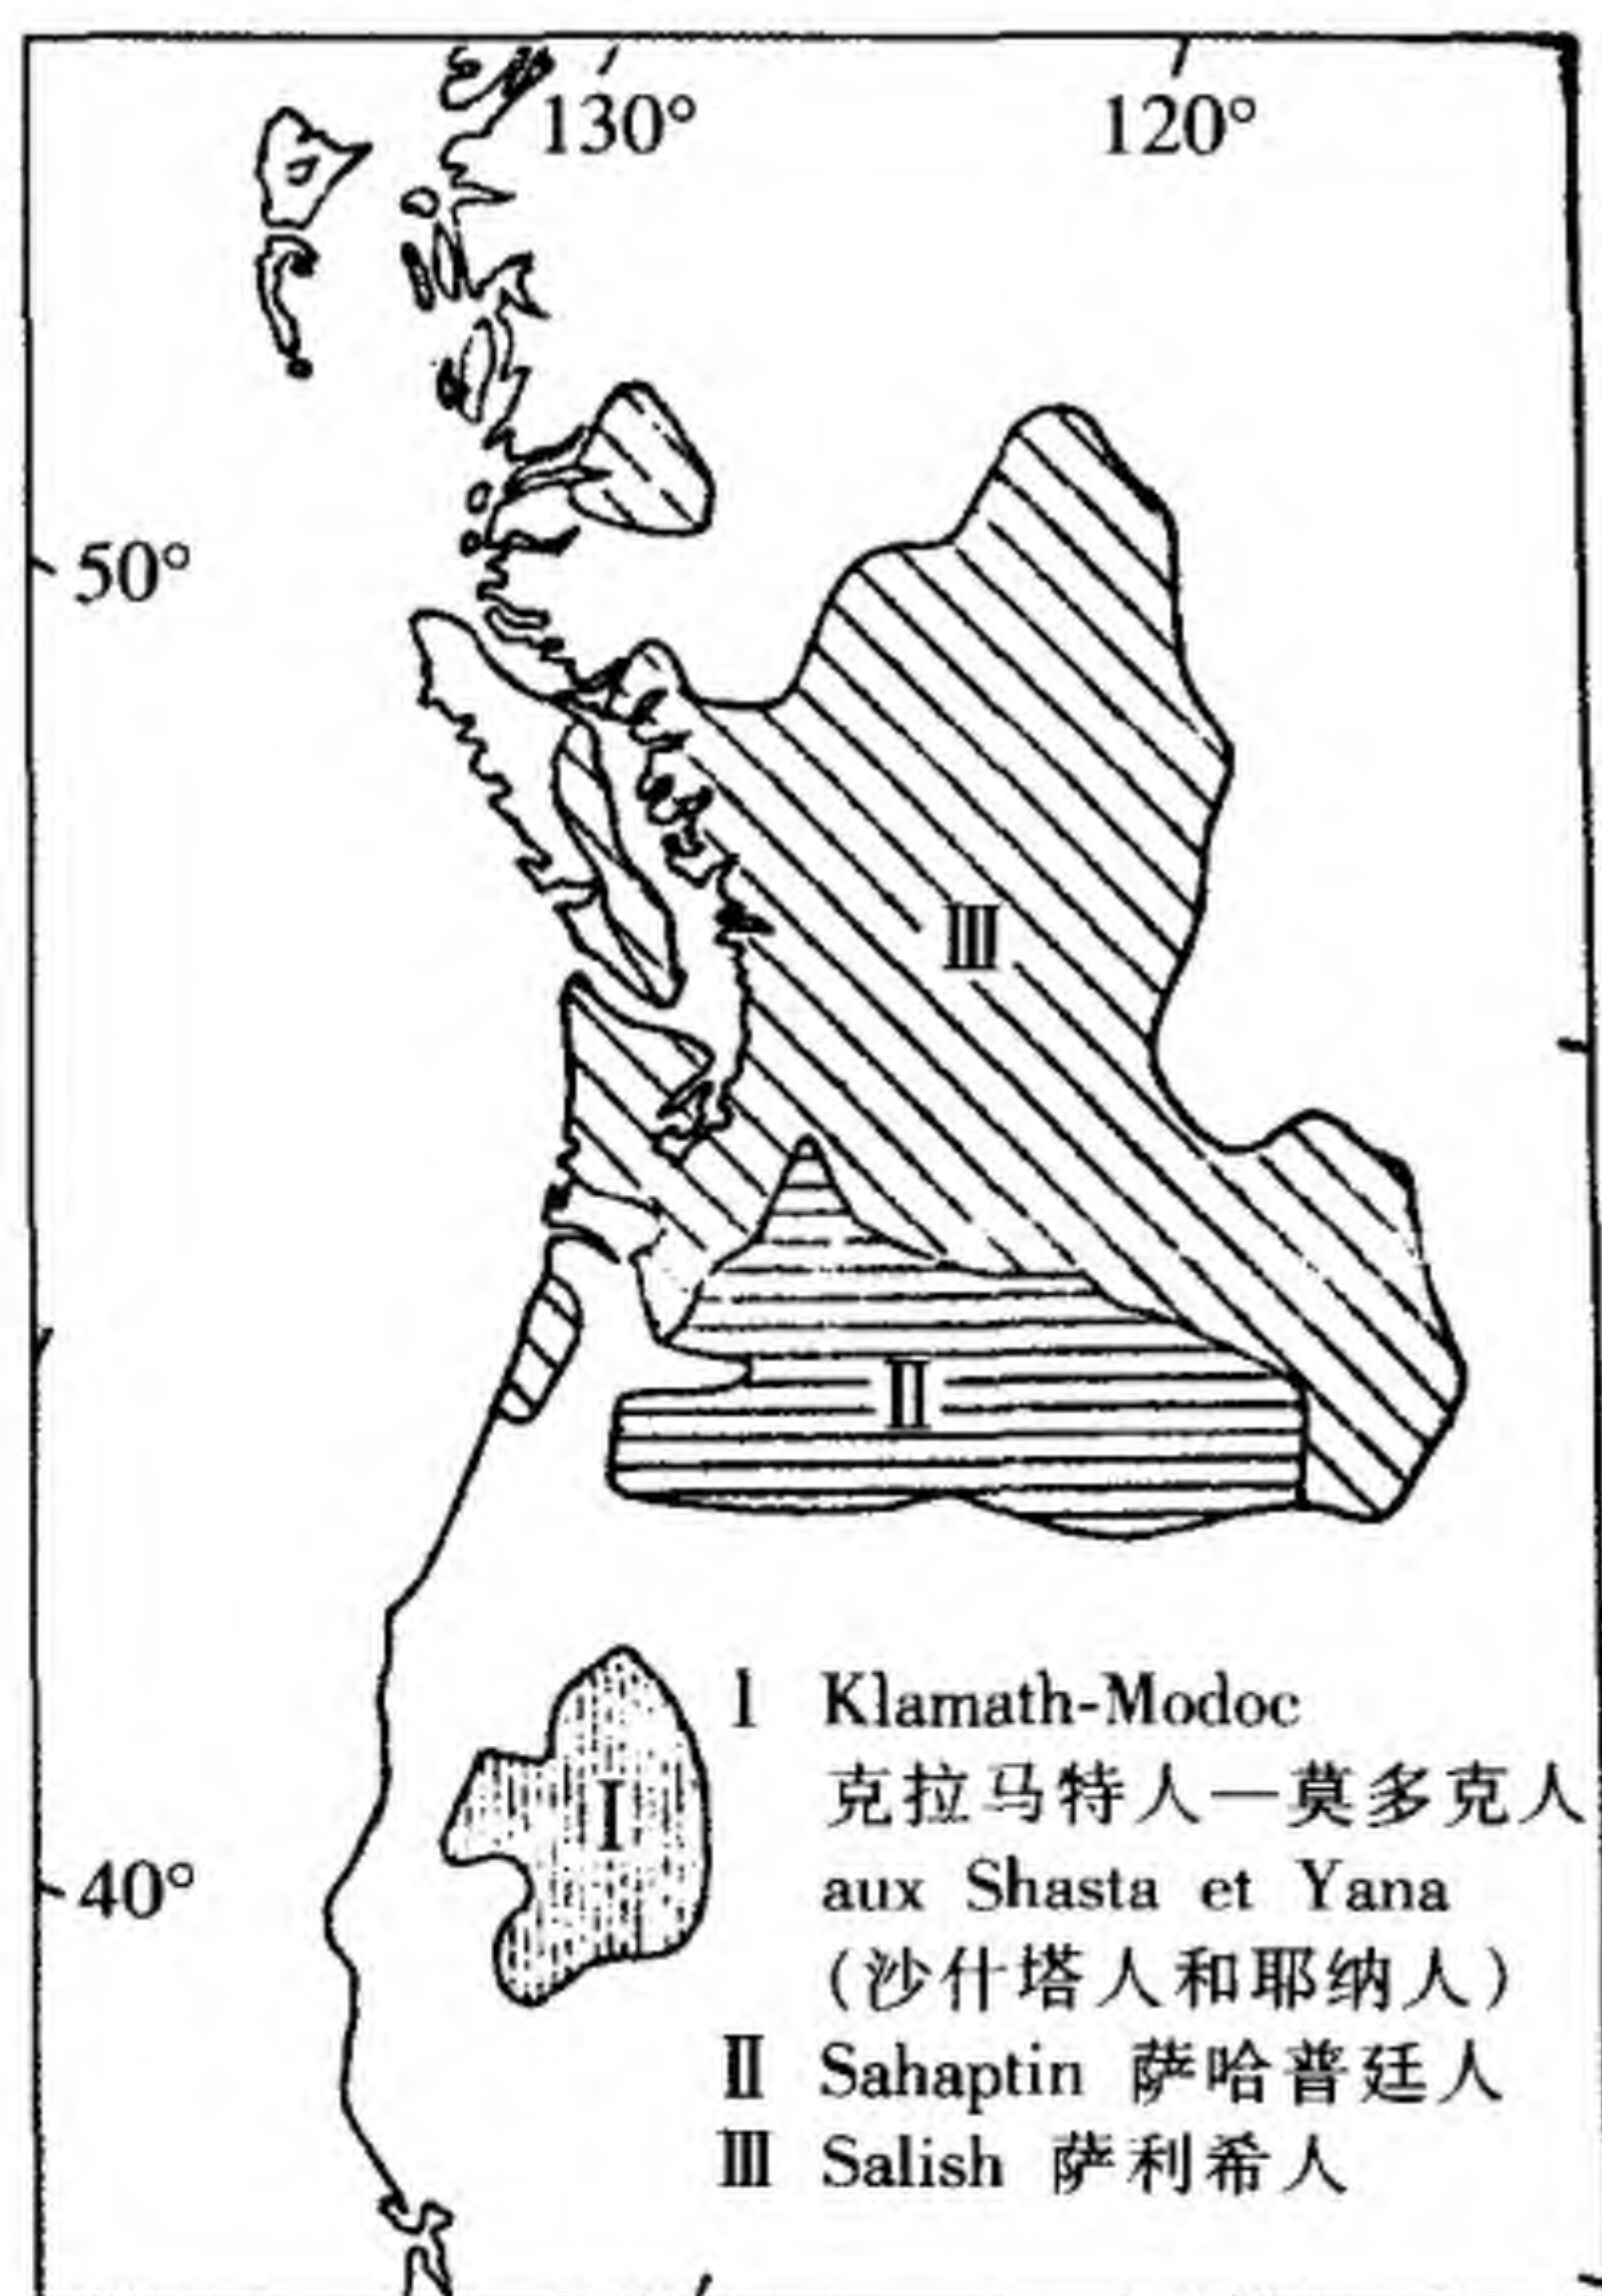 130° 120°
50°
III
II
I
40°
I Klamath-Modoc
克拉马特人—莫多克人
aux Shasta et Yana
(沙什塔人和耶纳人)
II Sahaptin 萨哈普廷人
III Salish 萨利希人